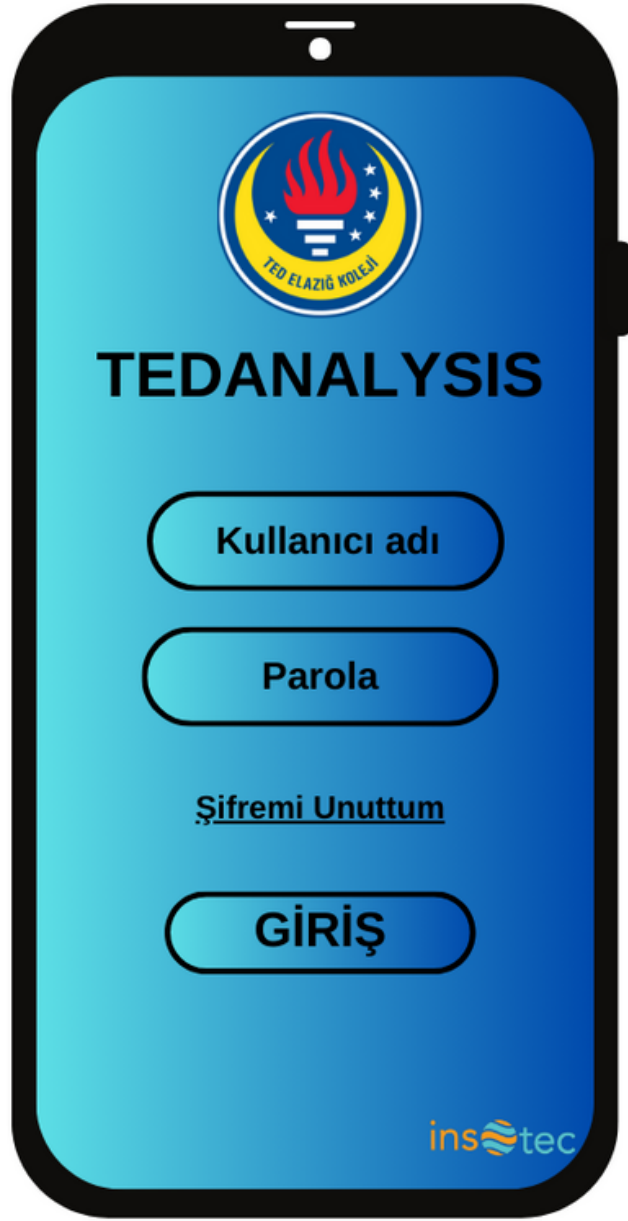 TED ELAZIĞ KOLEJİ
TEDANALYSIS
Kullanıcı adı
Parola
Şifremi Unuttum
GİRİŞ
insotec